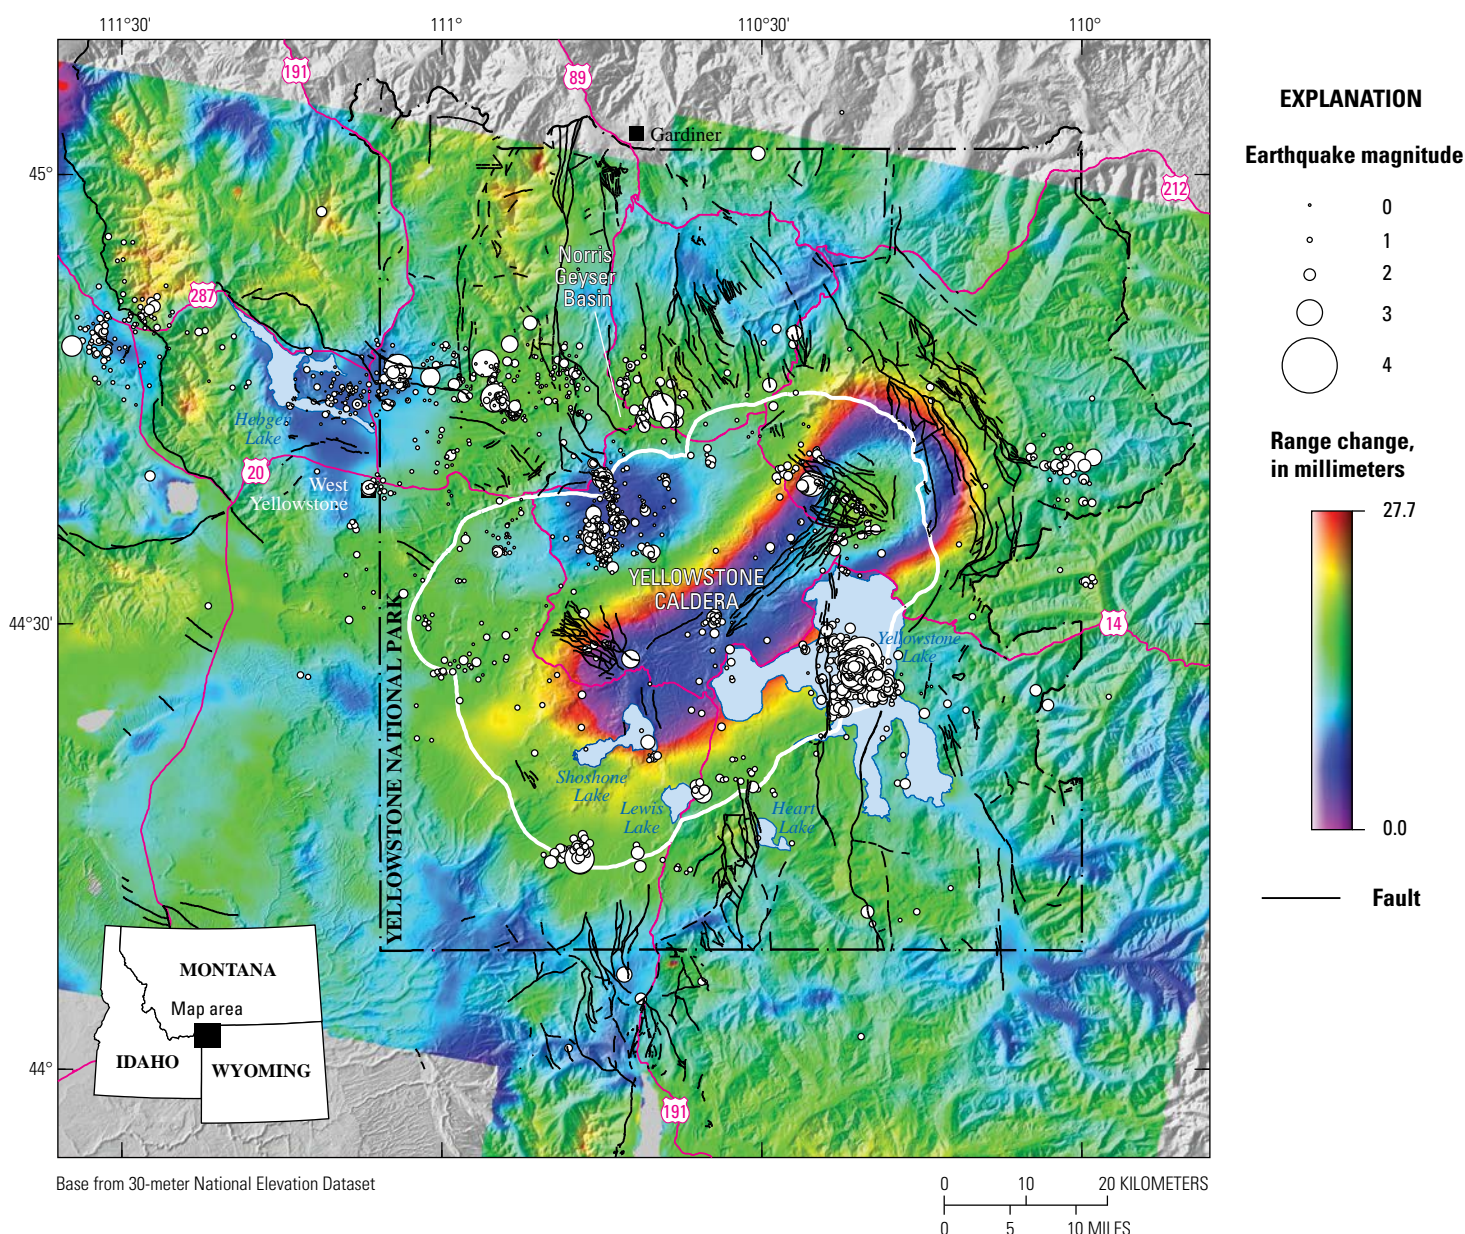 111°30'
111°
110°30'
110°
191
89
Gardiner
45°
212
Norris
Geyser
Basin
287
Hebgen
Lake
20
West
Yellowstone
YELLOWSTONE
CALDERA
44°30'
14
Yellowstone
Lake
YELLOWSTONE NATIONAL PARK
Shoshone
Lake
Lewis
Lake
Heart
Lake
MONTANA
Map area
IDAHO
WYOMING
44°
191
EXPLANATION
Earthquake magnitude
0
1
2
3
4
Range change,
in millimeters
27.7
0.0
Fault
Base from 30-meter National Elevation Dataset
0 10 20 KILOMETERS
0 5 10 MILES